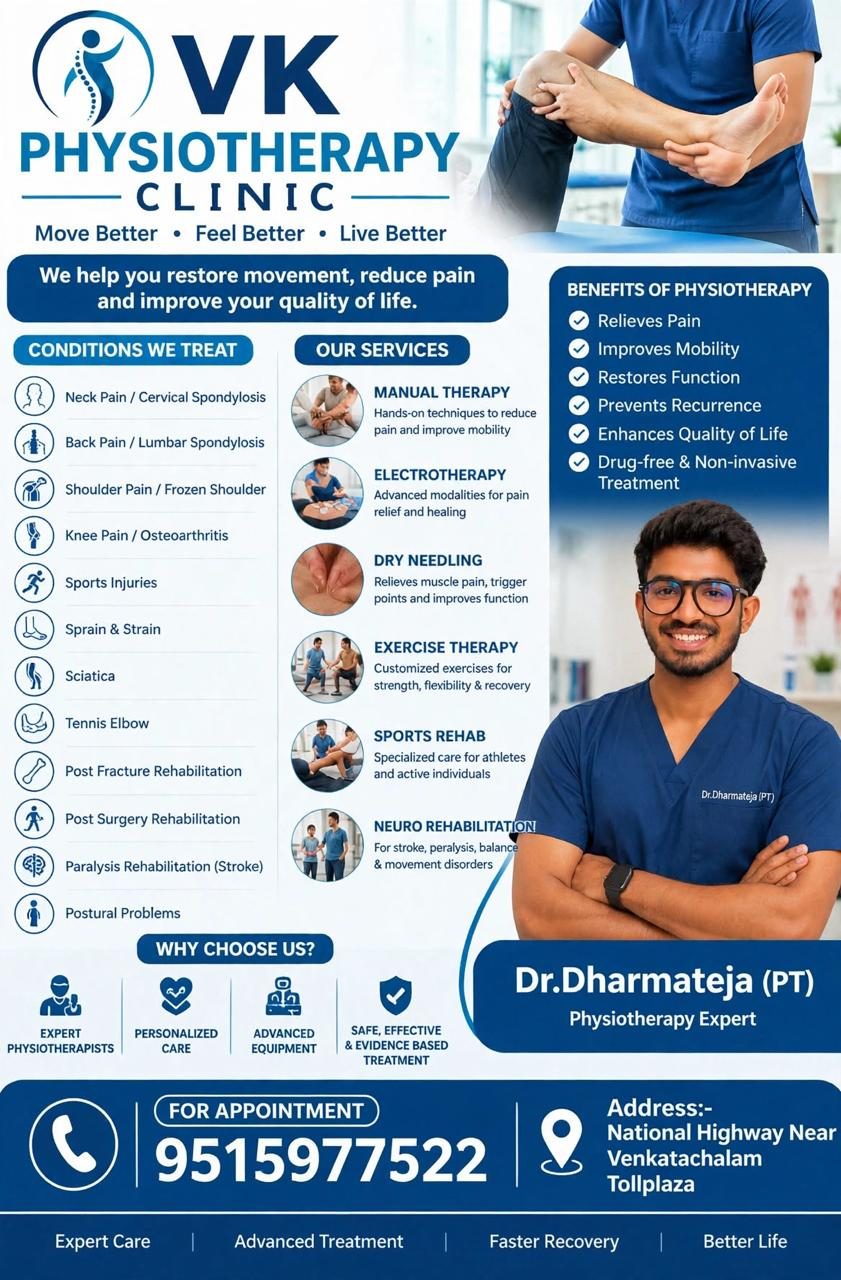 VK
PHYSIOTHERAPY
CLINIC
Move Better • Feel Better • Live Better
We help you restore movement, reduce pain
and improve your quality of life.
CONDITIONS WE TREAT
Neck Pain / Cervical Spondylosis
Back Pain / Lumbar Spondylosis
Shoulder Pain / Frozen Shoulder
Knee Pain / Osteoarthritis
Sports Injuries
Sprain & Strain
Sciatica
Tennis Elbow
Post Fracture Rehabilitation
Post Surgery Rehabilitation
Paralysis Rehabilitation (Stroke)
Postural Problems
OUR SERVICES
MANUAL THERAPY
Hands-on techniques to reduce
pain and improve mobility
ELECTROTHERAPY
Advanced modalities for pain
relief and healing
DRY NEEDLING
Relieves muscle pain, trigger
points and improves function
EXERCISE THERAPY
Customized exercises for
strength, flexibility & recovery
SPORTS REHAB
Specialized care for athletes
and active individuals
NEURO REHABILITATION
For stroke, peralysis, balance
& movement disorders
BENEFITS OF PHYSIOTHERAPY
Relieves Pain
Improves Mobility
Restores Function
Prevents Recurrence
Enhances Quality of Life
Drug-free & Non-invasive
Treatment
Dr.Dharmateja (PT)
WHY CHOOSE US?
EXPERT
PHYSIOTHERAPISTS
PERSONALIZED
CARE
ADVANCED
EQUIPMENT
SAFE, EFFECTIVE
& EVIDENCE BASED
TREATMENT
Dr.Dharmateja (PT)
Physiotherapy Expert
FOR APPOINTMENT
9515977522
Address:-
National Highway Near
Venkatachalam
Tollplaza
Expert Care | Advanced Treatment | Faster Recovery | Better Life